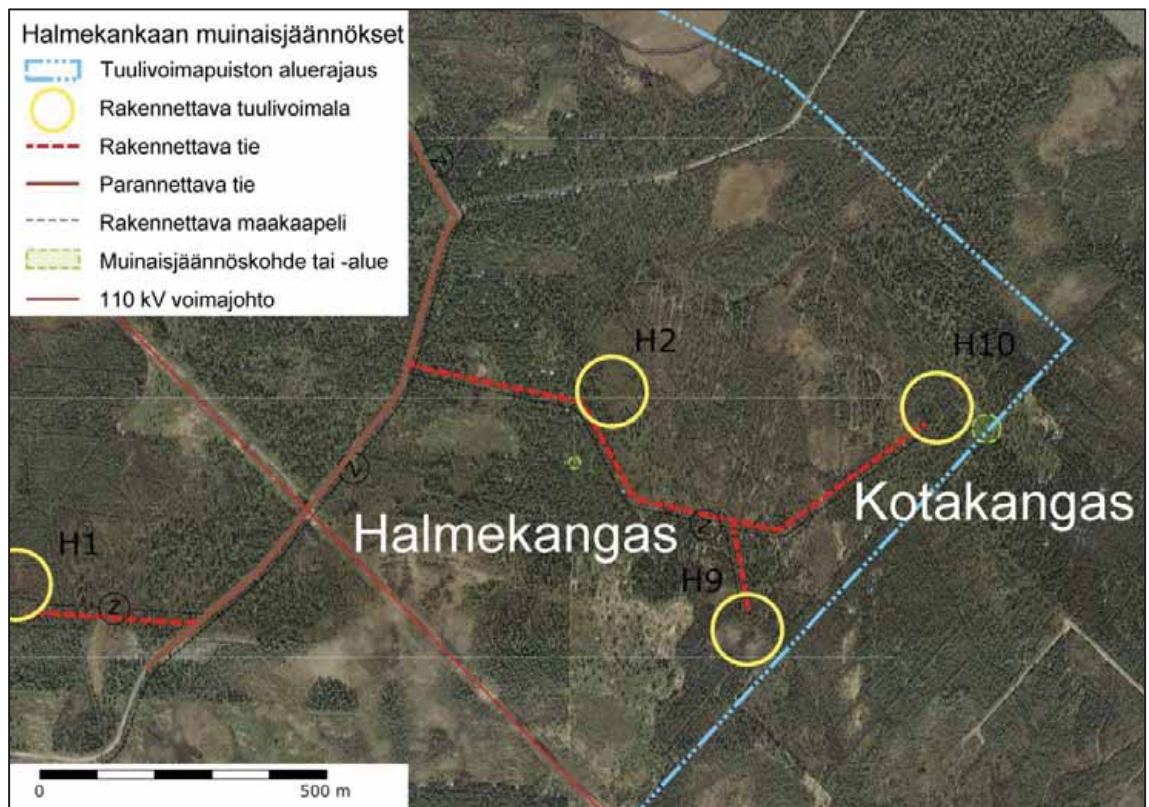 Halmekankaan muinaisjäännökset
Tuulivoimapuiston aluerajaus
Rakennettava tuulivoimala
Rakennettava tie
Parannettava tie
Rakennettava maakaapeli
Muinaisjäännöskohde tai -alue
110 kV voimajohto
Z
H2
H10
Z
Kotakangas
Halmekangas
Z
H1
H9
Z
0
500 m